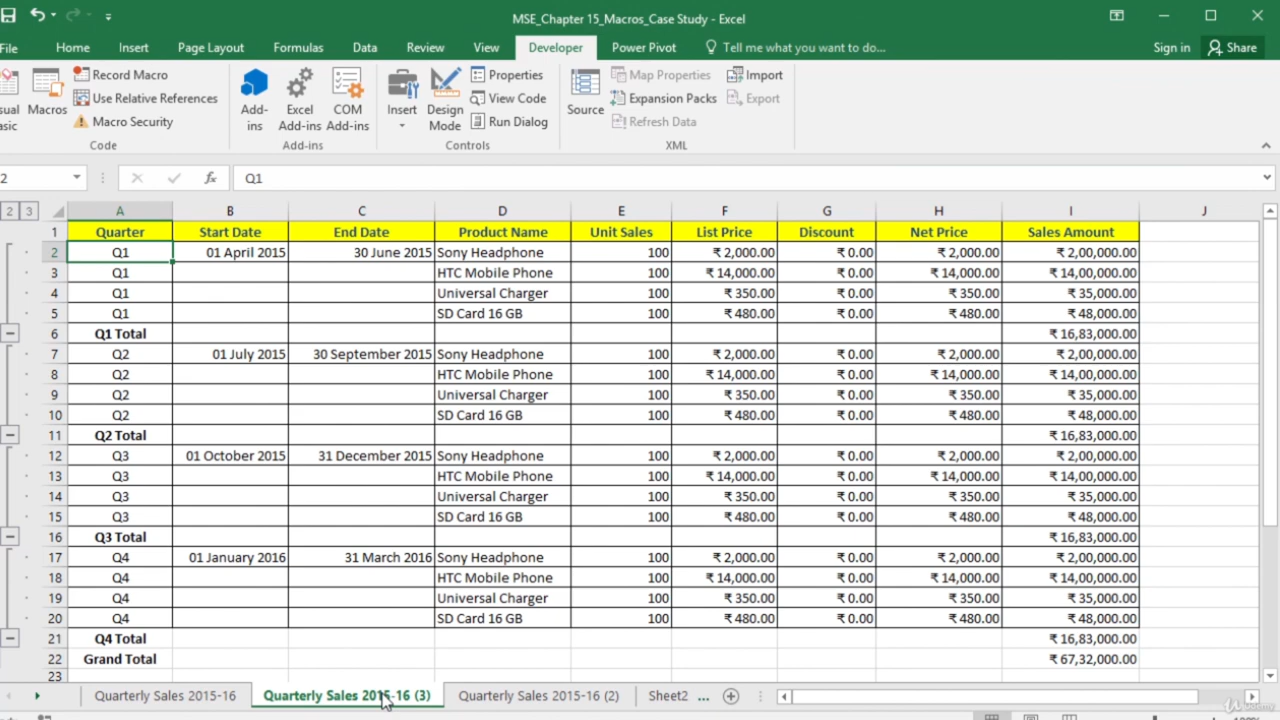 MSE_Chapter 15_Macros_Case Study - Excel
File Home Insert Page Layout Formulas Data Review View Developer Power Pivot Tell me what you want to do... Sign in Share
Record Macro
Use Relative References
Macro Security
Macros
Code
Add-
ins
Excel
Add-ins
COM
Add-ins
Add-ins
Insert
Design
Mode
Properties
View Code
Run Dialog
Controls
Source
Map Properties
Expansion Packs
Refresh Data
Import
Export
XML
2 fx Q1
2 3 A B C D E F G H I J
1 Quarter Start Date End Date Product Name Unit Sales List Price Discount Net Price Sales Amount
2 Q1 01 April 2015 30 June 2015 Sony Headphone 100 ₹ 2,000.00 ₹ 0.00 ₹ 2,000.00 ₹ 2,00,000.00
3 Q1 HTC Mobile Phone 100 ₹ 14,000.00 ₹ 0.00 ₹ 14,000.00 ₹ 14,00,000.00
4 Q1 Universal Charger 100 ₹ 350.00 ₹ 0.00 ₹ 350.00 ₹ 35,000.00
5 Q1 SD Card 16 GB 100 ₹ 480.00 ₹ 0.00 ₹ 480.00 ₹ 48,000.00
6 Q1 Total ₹ 16,83,000.00
7 Q2 01 July 2015 30 September 2015 Sony Headphone 100 ₹ 2,000.00 ₹ 0.00 ₹ 2,000.00 ₹ 2,00,000.00
8 Q2 HTC Mobile Phone 100 ₹ 14,000.00 ₹ 0.00 ₹ 14,000.00 ₹ 14,00,000.00
9 Q2 Universal Charger 100 ₹ 350.00 ₹ 0.00 ₹ 350.00 ₹ 35,000.00
10 Q2 SD Card 16 GB 100 ₹ 480.00 ₹ 0.00 ₹ 480.00 ₹ 48,000.00
11 Q2 Total ₹ 16,83,000.00
12 Q3 01 October 2015 31 December 2015 Sony Headphone 100 ₹ 2,000.00 ₹ 0.00 ₹ 2,000.00 ₹ 2,00,000.00
13 Q3 HTC Mobile Phone 100 ₹ 14,000.00 ₹ 0.00 ₹ 14,000.00 ₹ 14,00,000.00
14 Q3 Universal Charger 100 ₹ 350.00 ₹ 0.00 ₹ 350.00 ₹ 35,000.00
15 Q3 SD Card 16 GB 100 ₹ 480.00 ₹ 0.00 ₹ 480.00 ₹ 48,000.00
16 Q3 Total ₹ 16,83,000.00
17 Q4 01 January 2016 31 March 2016 Sony Headphone 100 ₹ 2,000.00 ₹ 0.00 ₹ 2,000.00 ₹ 2,00,000.00
18 Q4 HTC Mobile Phone 100 ₹ 14,000.00 ₹ 0.00 ₹ 14,000.00 ₹ 14,00,000.00
19 Q4 Universal Charger 100 ₹ 350.00 ₹ 0.00 ₹ 350.00 ₹ 35,000.00
20 Q4 SD Card 16 GB 100 ₹ 480.00 ₹ 0.00 ₹ 480.00 ₹ 48,000.00
21 Q4 Total ₹ 16,83,000.00
22 Grand Total ₹ 67,32,000.00
23
Quarterly Sales 2015-16 Quarterly Sales 2015-16 (3) Quarterly Sales 2015-16 (2) Sheet2 ...
Udemy